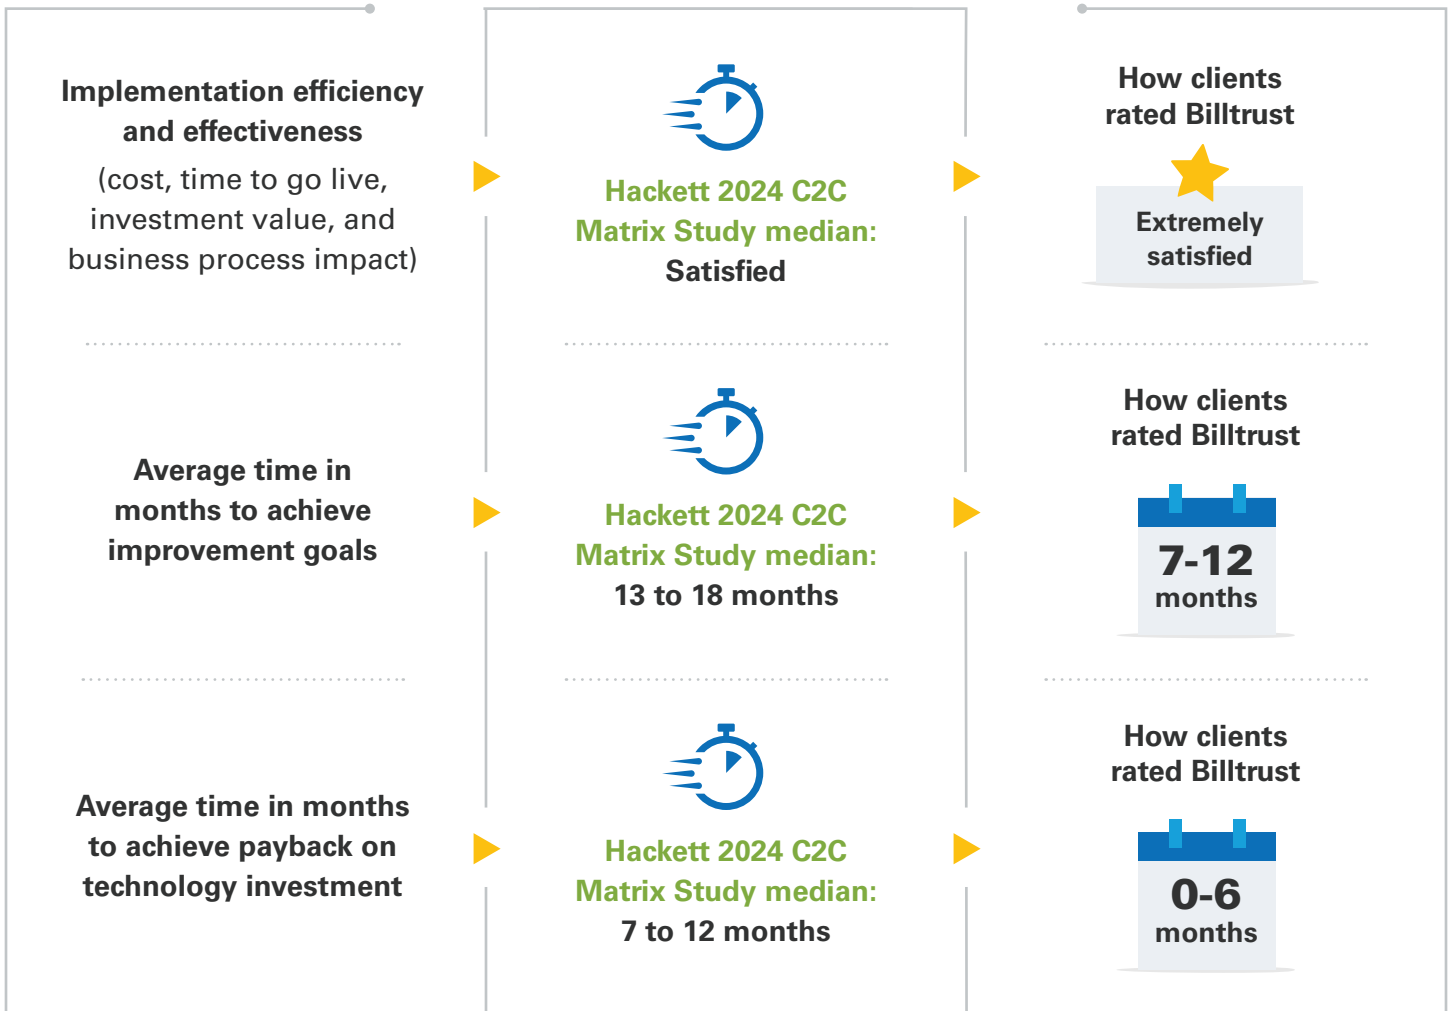 Implementation efficiency
and effectiveness
(cost, time to go live,
investment value, and
business process impact)
Hackett 2024 C2C
Matrix Study median:
Satisfied
How clients
rated Billtrust
Extremely
satisfied
Average time in
months to achieve
improvement goals
Hackett 2024 C2C
Matrix Study median:
13 to 18 months
How clients
rated Billtrust
7-12
months
Average time in months
to achieve payback on
technology investment
Hackett 2024 C2C
Matrix Study median:
7 to 12 months
How clients
rated Billtrust
0-6
months